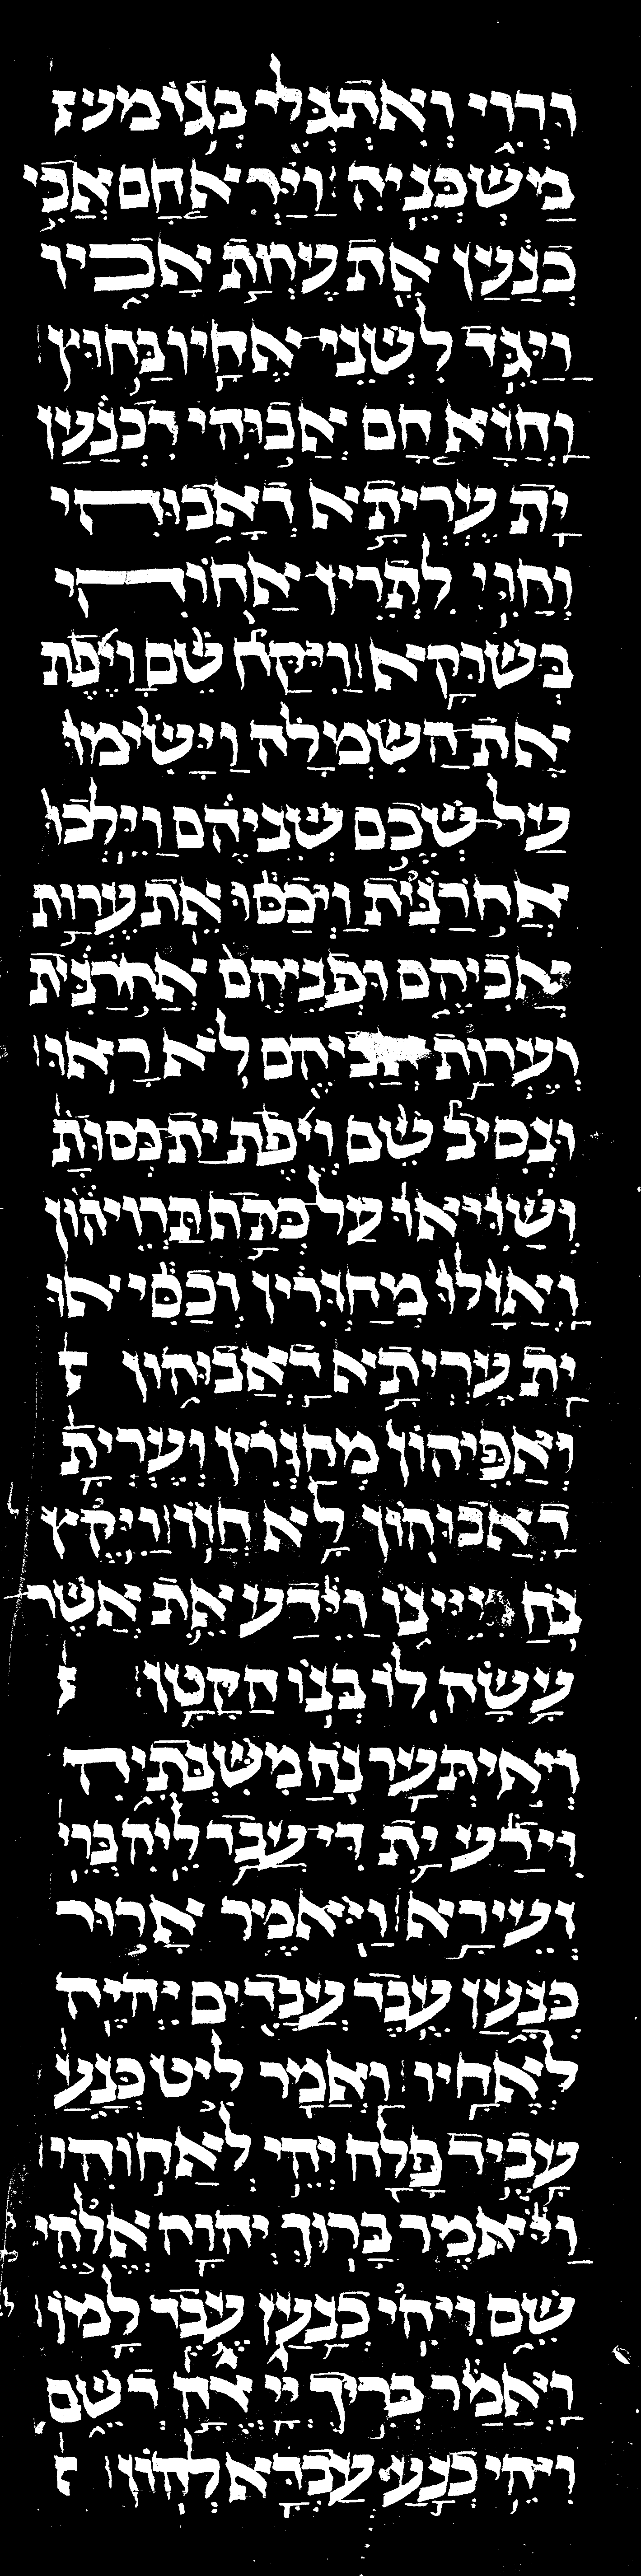 ורוי ואתגלי בגו מע
משכניה וירא חם אבי
כנען את ערות אביו
ויגד לשני אחיו בחוץ
וחזא חם אבוהי דכנען
ית עריתא דאבוהי
וחוי לתרין אחוהי
בשוקא ויקח שם ויפת
את השמלה וישימו
על שכם שניהם וילכו
אחרנית ויכסו את ערות
אביהם ופניהם אחרנית
וערות אביהם לא ראו
ונסיב שם ויפת ית כסות
ושויאו על כתף תרויהון
ואזלו מחזרין וכסיאו
ית עריתא דאבוהון
ואפיהון מחזרין וערית
דאבוהון לא חזו וייקץ
נח מיינו וידע את אשר
עשה לו בנו הקטן
ואיתער נח משנתיה
וידע ית די עבד ליה בריה
זעירא ויאמר ארור
כנען עבד עבדים יהיה
לאחיו ואמר ליט כנע
עביד פלח יהי לאחוהי
ויאמר ברוך יהוה אלהי
שם ויהי כנען עבד למו
ואמר בריך ייי אלה דשם
ויהי כנען עבדא להון